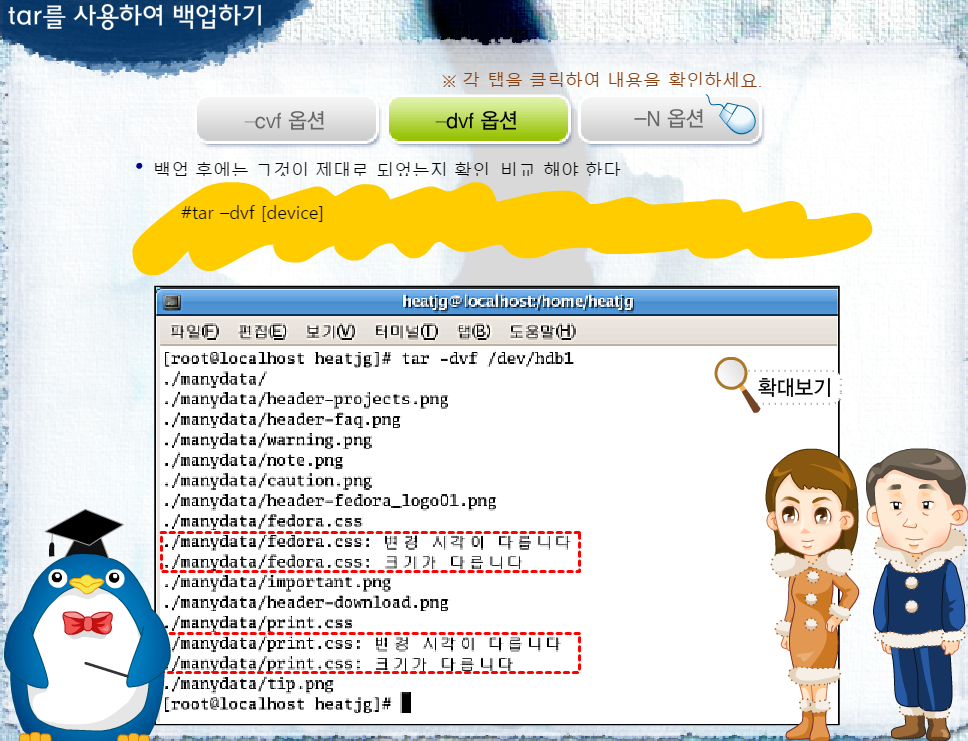 tar를 사용하여 백업하기
※ 각 탭을 클릭하여 내용을 확인하세요.
-cvf 옵션
-dvf 옵션
-N 옵션
• 백업 후에는 그것이 제대로 되었는지 확인 비교 해야 한다
#tar –dvf [device]
heatjg@localhost:/home/heatjg
파일(F) 편집(E) 보기(V) 터미널(T) 탭(B) 도움말(H)
[root@localhost heatjg]# tar -dvf /dev/hdb1
./manydata/
확대보기
./manydata/header-projects.png
./manydata/header-faq.png
./manydata/warning.png
./manydata/note.png
./manydata/caution.png
./manydata/header-fedora_logo01.png
./manydata/fedora.css
./manydata/fedora.css: 변경 시각이 다릅니다
./manydata/fedora.css: 크기가 다릅니다
./manydata/important.png
./manydata/header-download.png
./manydata/print.css
./manydata/print.css: 변경 시각이 다릅니다
./manydata/print.css: 크기가 다릅니다
./manydata/tip.png
[root@localhost heatjg]#